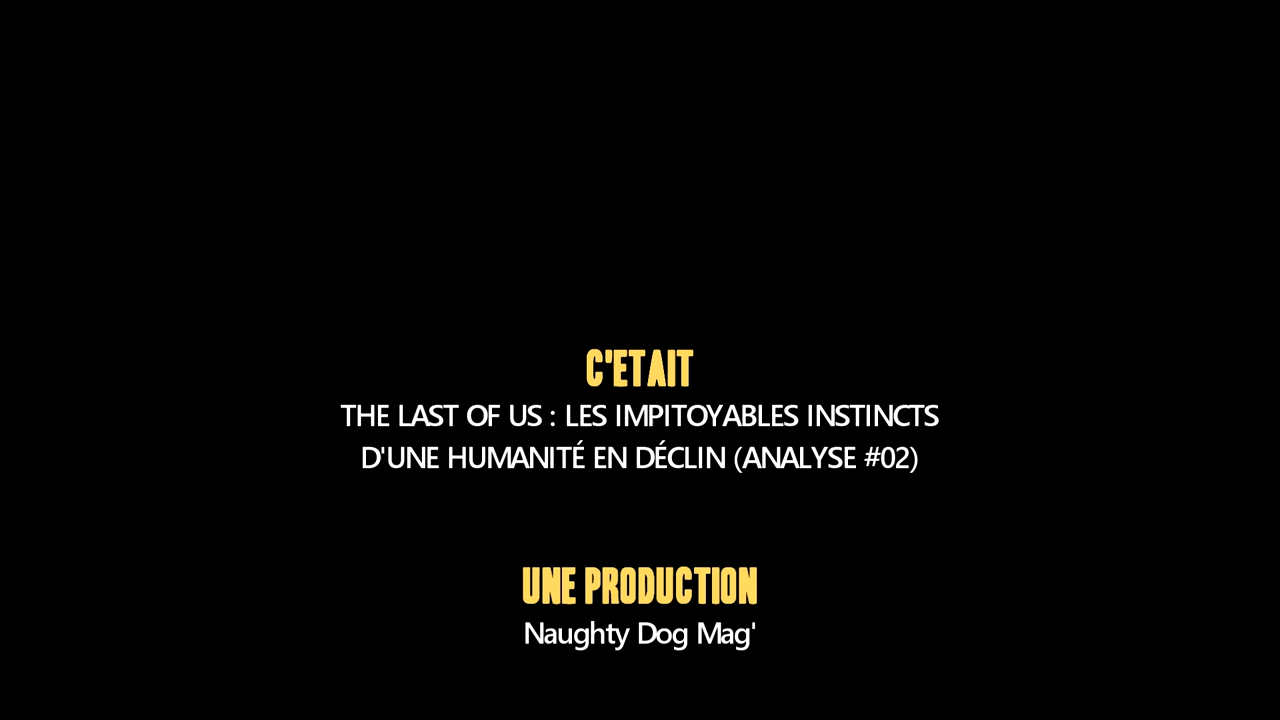 C'ETAIT
THE LAST OF US : LES IMPITOYABLES INSTINCTS
D'UNE HUMANITÉ EN DÉCLIN (ANALYSE #02)
UNE PRODUCTION
Naughty Dog Mag'